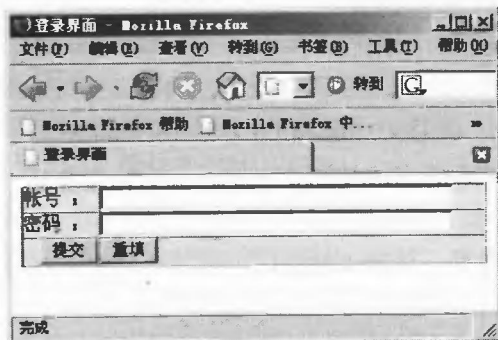 登录界面 - Mozilla Firefox
文件(F) 编辑(E) 查看(V) 转到(G) 书签(B) 工具(T) 帮助(H)
转到 G
Mozilla Firefox 帮助 Mozilla Firefox 中...
登录界面
帐号：
密码：
提交 重填
完成